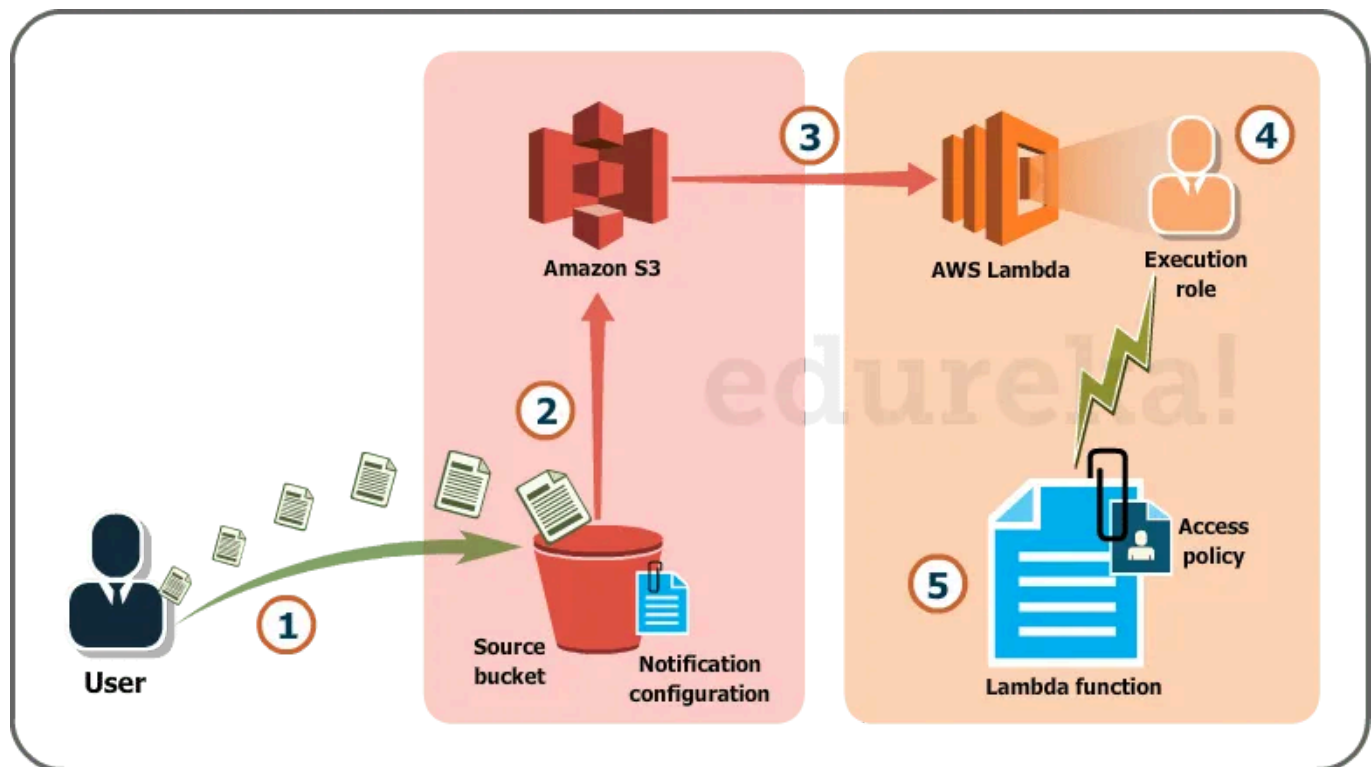 3
4
Amazon S3
AWS Lambda
Execution
role
edureka!
2
Access
policy
5
1
Source
bucket
Notification
configuration
User
Lambda function